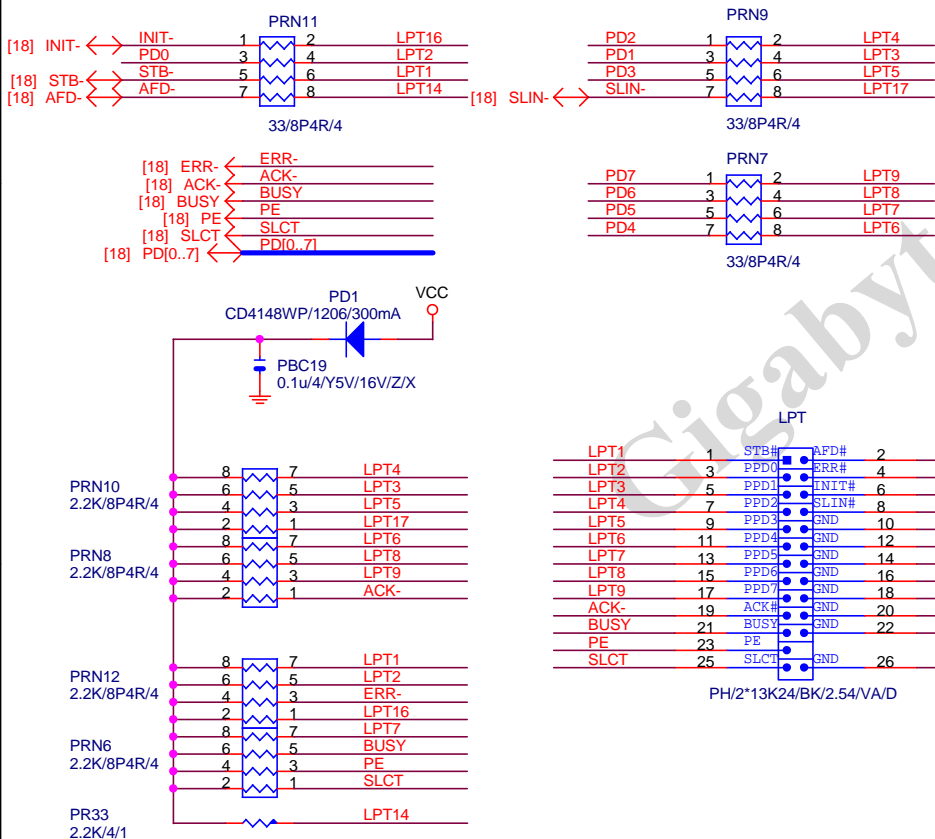 PRN11
[18] INIT- INIT- 1 2 LPT16
PD0 3 4 LPT2
[18] STB- STB- 5 6 LPT1
[18] AFD- AFD- 7 8 LPT14
33/8P4R/4
PRN9
PD2 1 2 LPT4
PD1 3 4 LPT3
PD3 5 6 LPT5
[18] SLIN- SLIN- 7 8 LPT17
33/8P4R/4
[18] ERR- ERR-
[18] ACK- ACK-
[18] BUSY BUSY
[18] PE PE
[18] SLCT SLCT
[18] PD[0..7] PD[0..7]
PRN7
PD7 1 2 LPT9
PD6 3 4 LPT8
PD5 5 6 LPT7
PD4 7 8 LPT6
33/8P4R/4
Gigabyt
PD1
CD4148WP/1206/300mA
VCC
PBC19
0.1u/4/Y5V/16V/Z/X
PRN10
2.2K/8P4R/4
8 7 LPT4
6 5 LPT3
4 3 LPT5
2 1 LPT17
PRN8
2.2K/8P4R/4
8 7 LPT6
6 5 LPT8
4 3 LPT9
2 1 ACK-
PRN12
2.2K/8P4R/4
8 7 LPT1
6 5 LPT2
4 3 ERR-
2 1 LPT16
PRN6
2.2K/8P4R/4
8 7 LPT7
6 5 BUSY
4 3 PE
2 1 SLCT
PR33
2.2K/4/1
LPT14
LPT
LPT1 1 STB# AFD# 2
LPT2 3 PPD0 ERR# 4
LPT3 5 PPD1 INIT# 6
LPT4 7 PPD2 SLIN# 8
LPT5 9 PPD3 GND 10
LPT6 11 PPD4 GND 12
LPT7 13 PPD5 GND 14
LPT8 15 PPD6 GND 16
LPT9 17 PPD7 GND 18
ACK- 19 ACK# GND 20
BUSY 21 BUSY GND 22
PE 23 PE
SLCT 25 SLCT GND 26
PH/2*13K24/BK/2.54/VA/D